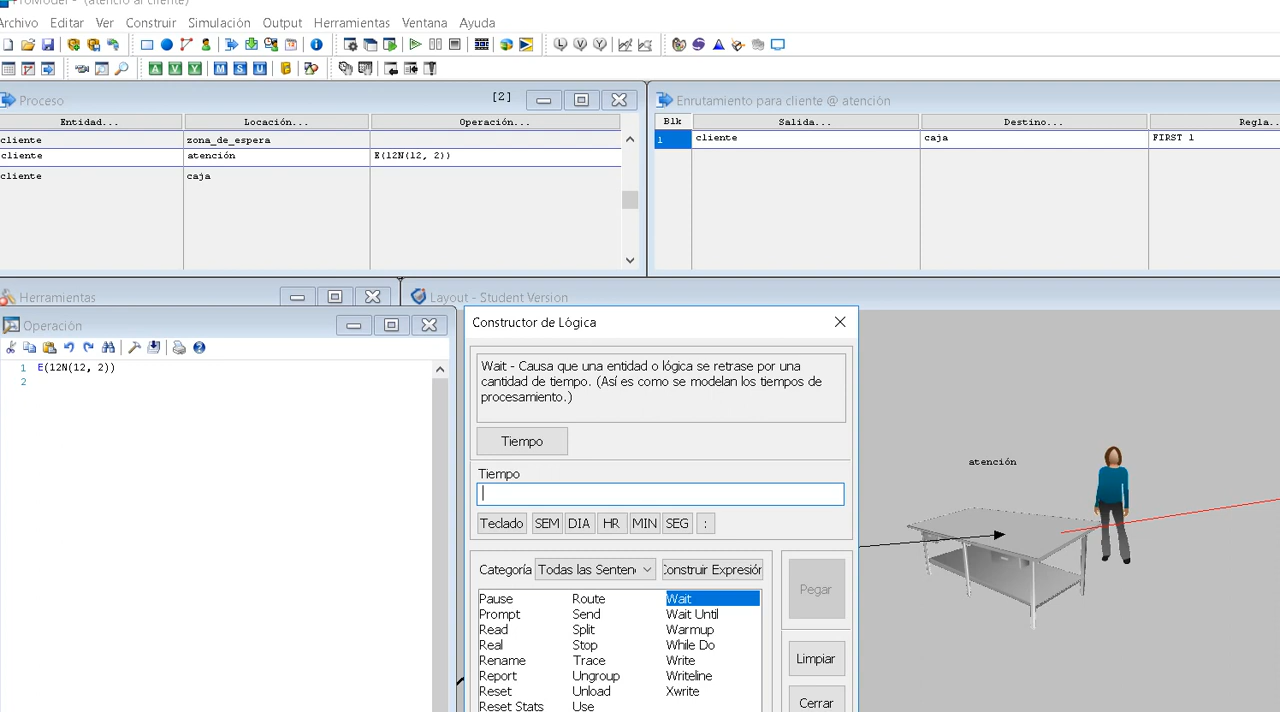 ProModel - (atencio al cliente)
Archivo Editar Ver Construir Simulación Output Herramientas Ventana Ayuda
Proceso [2]
Entidad... Locación... Operación...
cliente zona_de_espera
cliente atención E(12N(12, 2))
cliente caja
Enrutamiento para cliente @ atención
Blk Salida... Destino... Regla...
1 cliente caja FIRST 1
Herramientas
Layout - Student Version
Operación
1 E(12N(12, 2))
2
Constructor de Lógica
Wait - Causa que una entidad o lógica se retrase por una
cantidad de tiempo. (Así es como se modelan los tiempos de
procesamiento.)
Tiempo
Tiempo
Teclado SEM DIA HR MIN SEG :
Categoría Todas las Senten Construir Expresión
Pause Route Wait
Prompt Send Wait Until
Read Split Warmup
Real Stop While Do
Rename Trace Write
Report Ungroup Writeline
Reset Unload Xwrite
Reset Stats Use
Pegar
Limpiar
Cerrar
atención